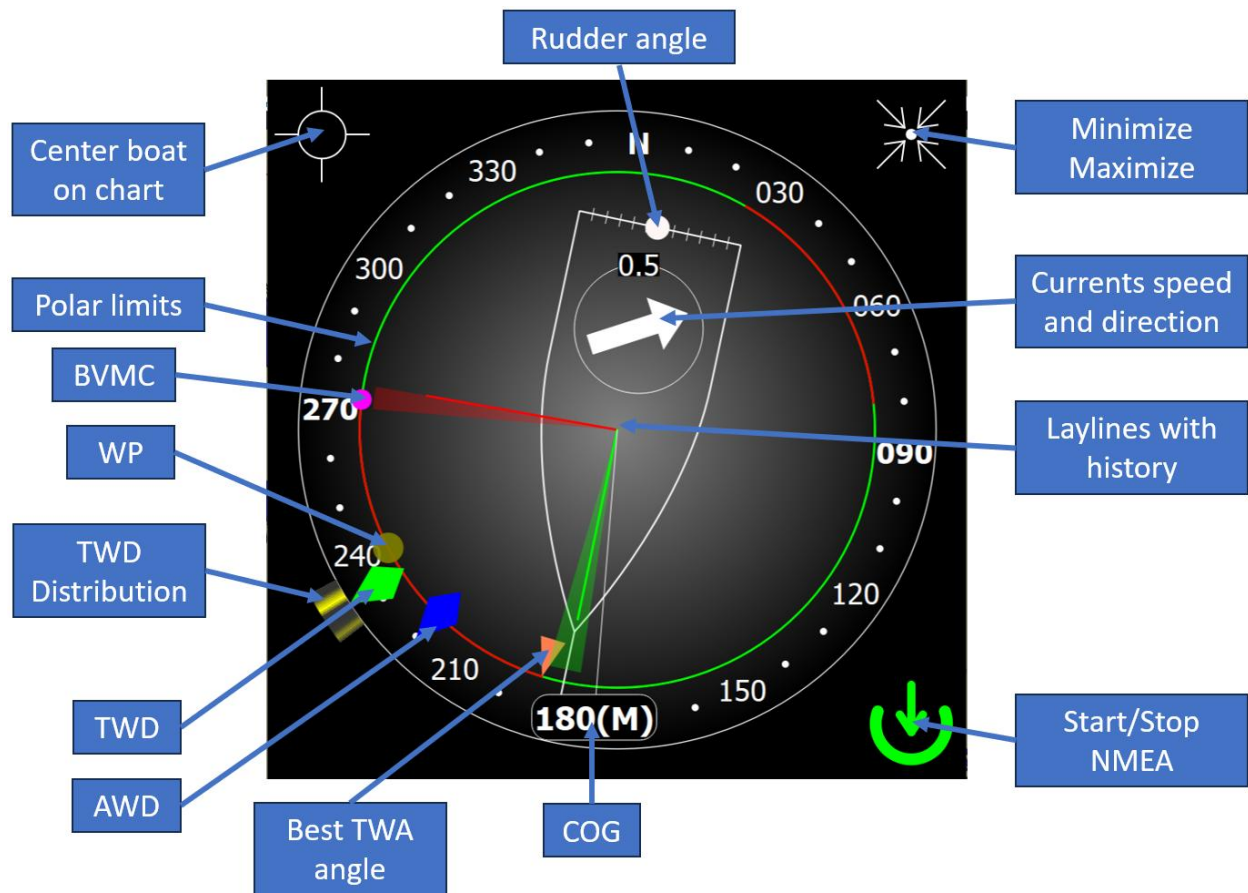 Rudder angle
Center boat
on chart
Minimize
Maximize
N
330
030
300
0.5
060
Polar limits
Currents speed
and direction
BVMC
270
090
WP
Laylines with
history
TWD
Distribution
240
120
210
150
TWD
180(M)
Start/Stop
NMEA
AWD
Best TWA
angle
COG